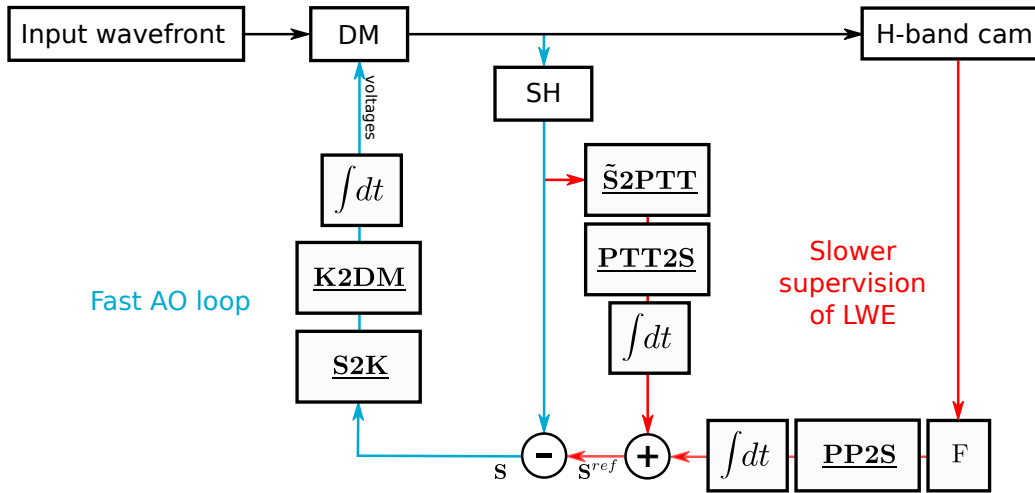 Input wavefront
DM
H-band cam
voltages
SH
∫dt
S̃2PTT
PTT2S
K2DM
Slower
supervision
of LWE
Fast AO loop
∫dt
S2K
∫dt
PP2S
F
-
+
S
S^ref